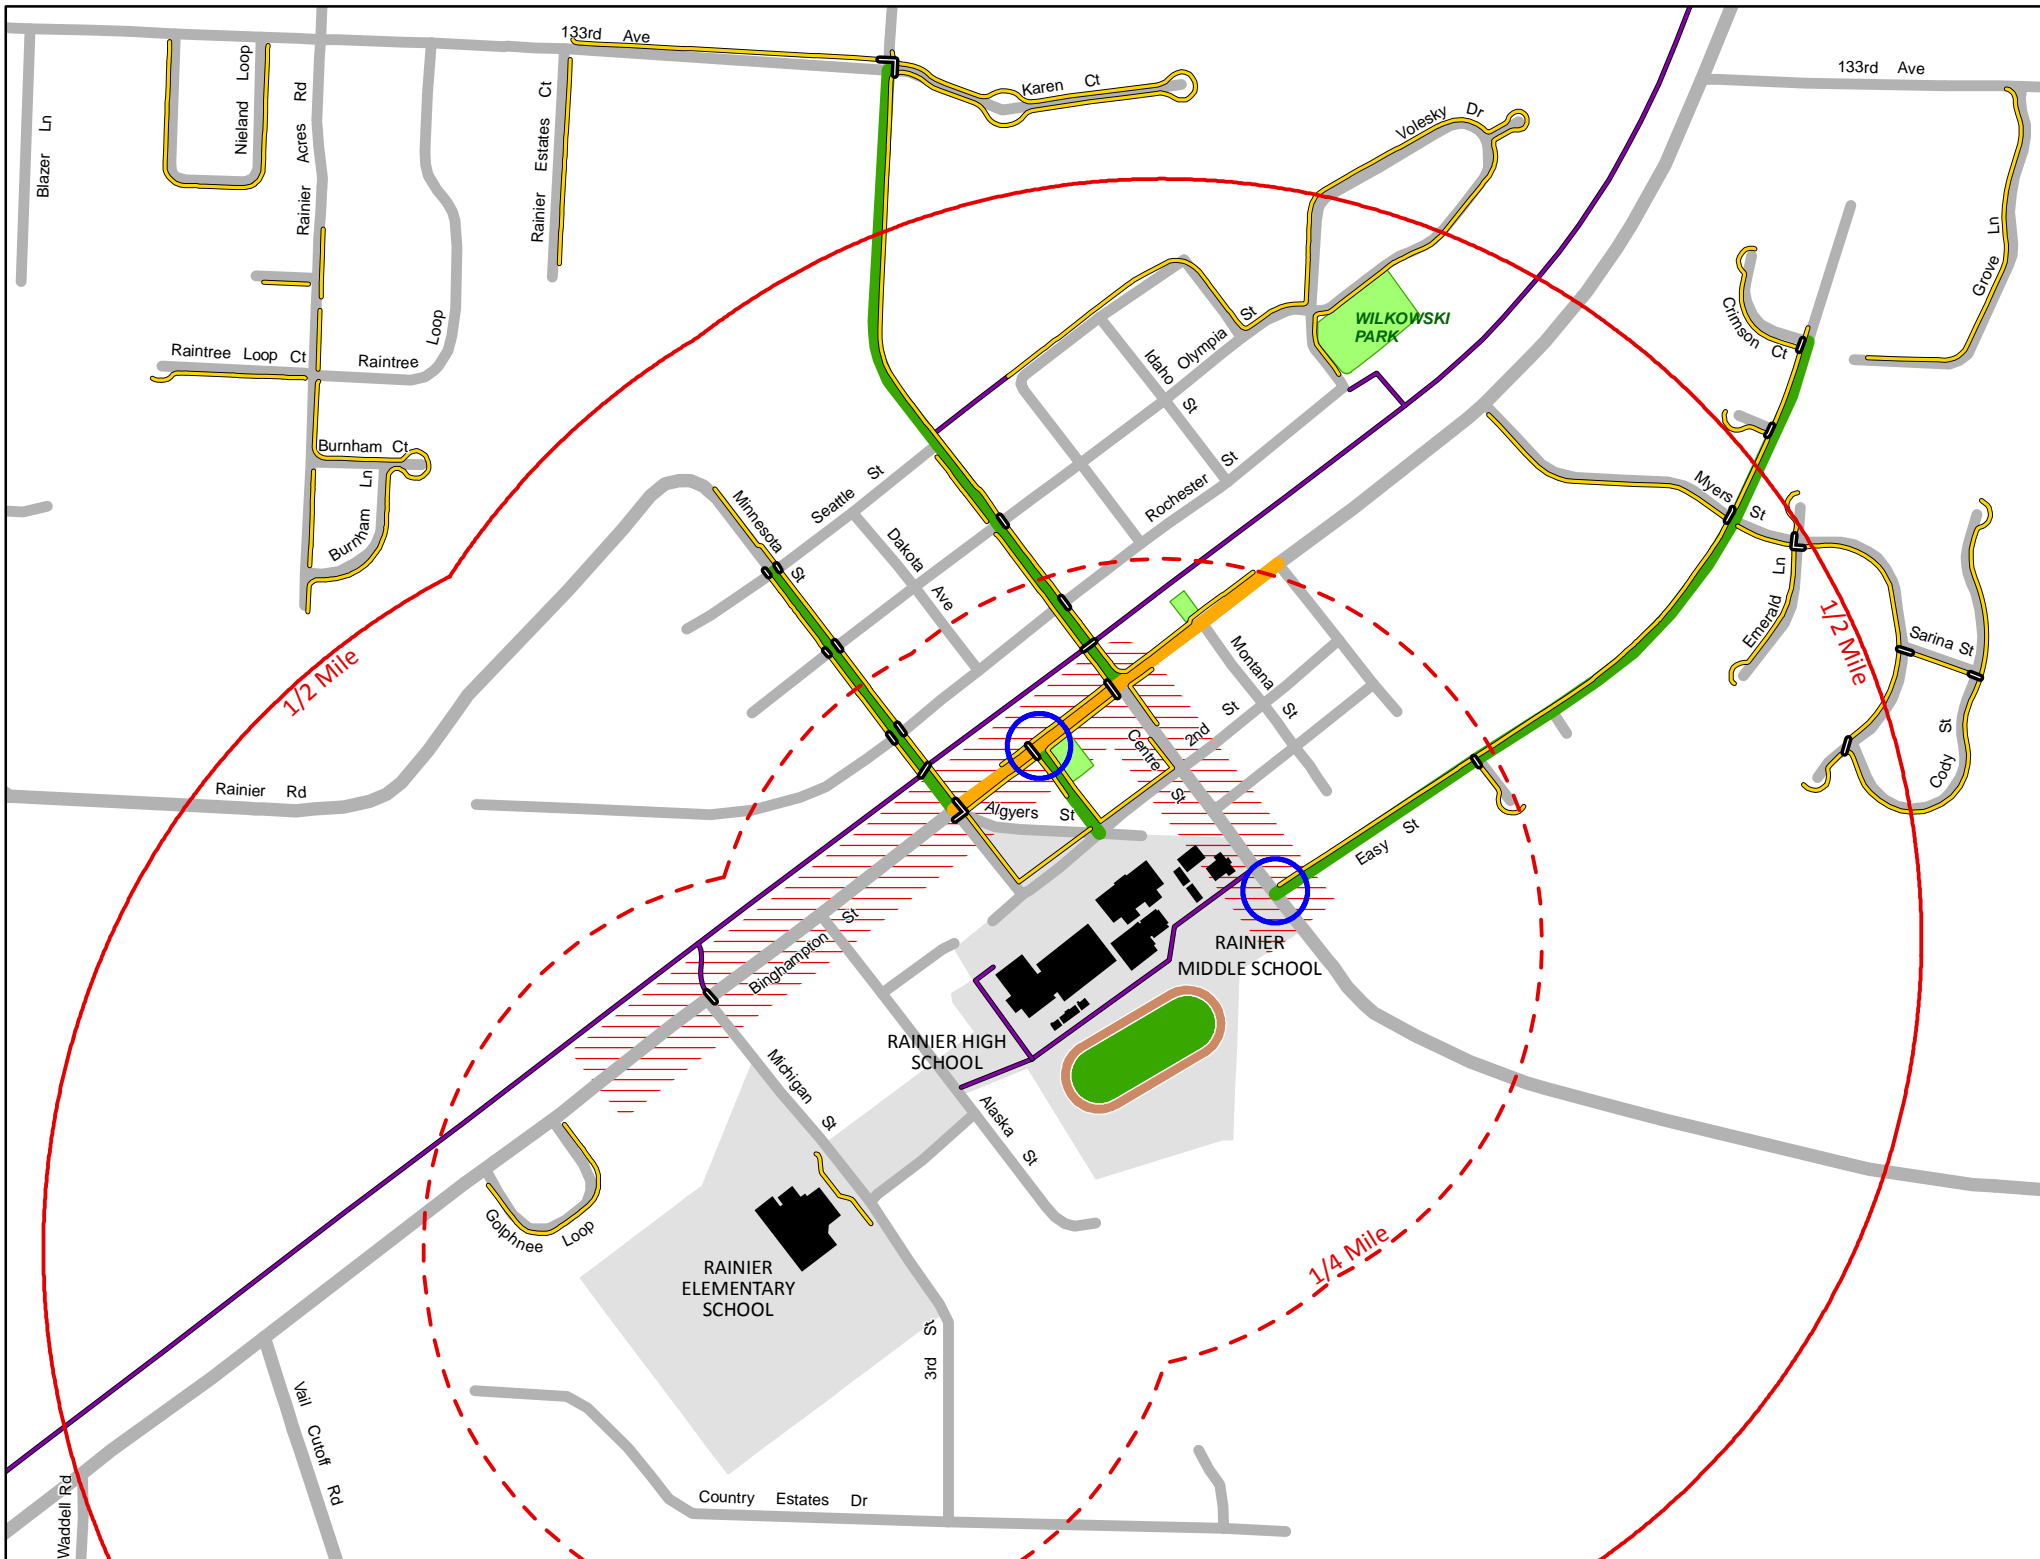 133rd Ave
133rd Ave
Karen Ct
Volesky Dr
Blazer Ln
Nieland Loop
Rainier Acres Rd
Rainier Estates Ct
Grove Ln
Crimson Ct
WILKOWSKI
PARK
Olympia St
Idaho St
Raintree Loop Ct
Raintree Loop
Burnham Ct
Burnham Ln
Seattle St
Minnesota St
Rochester St
Dakota Ave
Myers St
Emerald Ln
Sarina St
Cody St
1/2 Mile
1/2 Mile
Montana St
2nd St
Centre St
Rainier Rd
Algyers St
Easy St
Binghampton St
RAINIER
MIDDLE SCHOOL
RAINIER HIGH
SCHOOL
Michigan St
Alaska St
Golphnee Loop
1/4 Mile
RAINIER
ELEMENTARY
SCHOOL
3rd St
Vail Cutoff Rd
Waddell Rd
Country Estates Dr